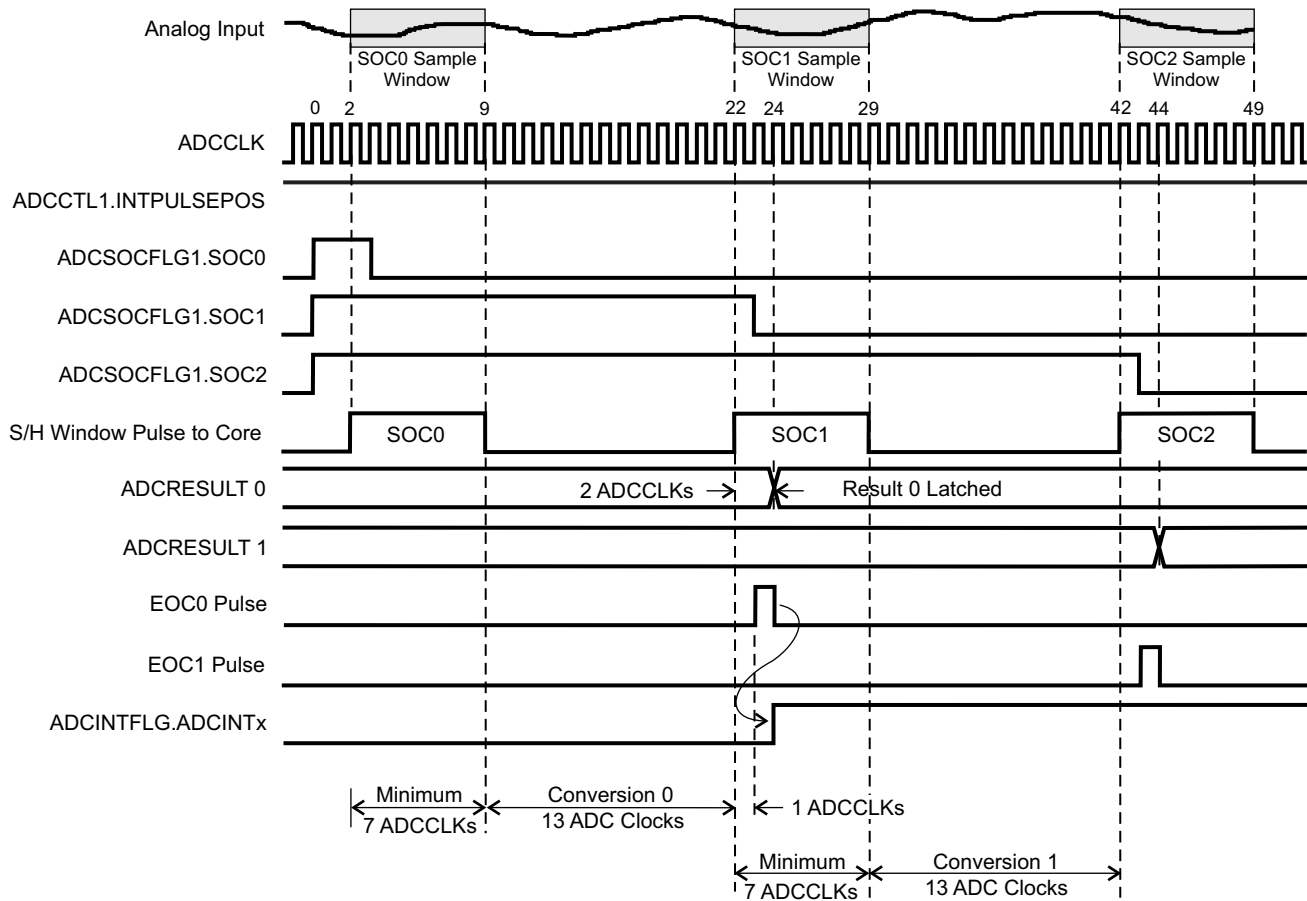 Analog Input
SOC0 Sample
Window
SOC1 Sample
Window
SOC2 Sample
Window
0 2 9 22 24 29 42 44 49
ADCCLK
ADCCTL1.INTPULSEPOS
ADCSOCFLG1.SOC0
ADCSOCFLG1.SOC1
ADCSOCFLG1.SOC2
S/H Window Pulse to Core SOC0 SOC1 SOC2
ADCRESULT 0 2 ADCCLKs Result 0 Latched
ADCRESULT 1
EOC0 Pulse
EOC1 Pulse
ADCINTFLG.ADCINTx
Minimum
7 ADCCLKs
Conversion 0
13 ADC Clocks
1 ADCCLKs
Minimum
7 ADCCLKs
Conversion 1
13 ADC Clocks